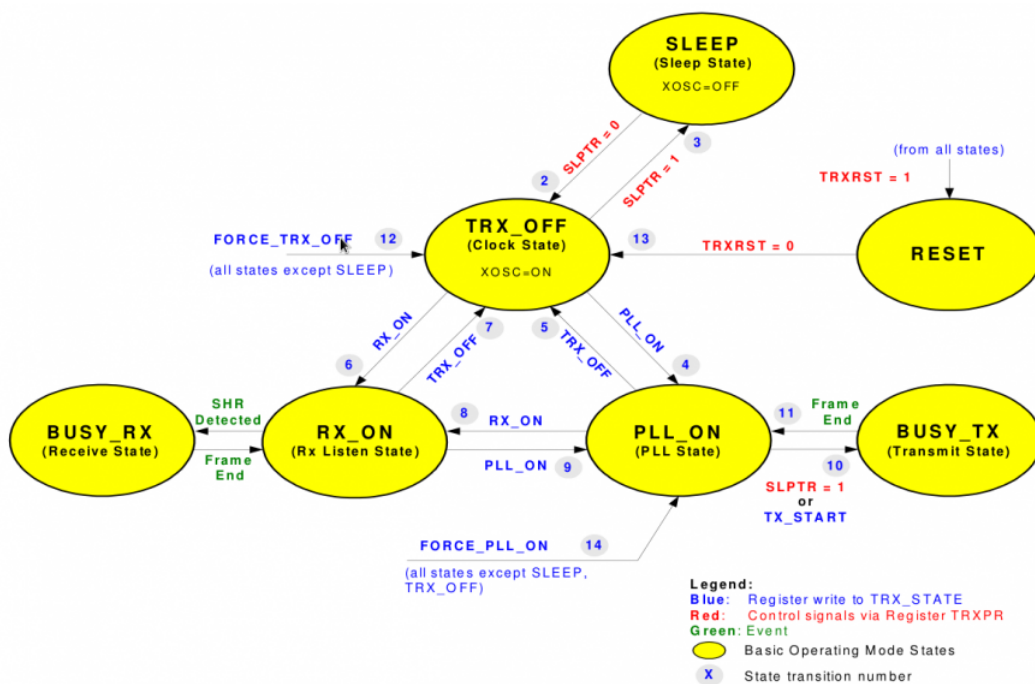 SLEEP
(Sleep State)
XOSC=OFF
SLPTR = 0
2
SLPTR = 1
3
(from all states)
TRXRST = 1
RESET
TRX_OFF
(Clock State)
XOSC=ON
FORCE_TRX_OFF
12
(all states except SLEEP)
13
TRXRST = 0
RX_ON
6
TRX_OFF
7
5
TRX_OFF
PLL_ON
4
BUSY_RX
(Receive State)
SHR
Detected
Frame
End
RX_ON
(Rx Listen State)
8
RX_ON
PLL_ON
9
PLL_ON
(PLL State)
11
Frame
End
10
SLPTR = 1
or
TX_START
BUSY_TX
(Transmit State)
FORCE_PLL_ON
14
(all states except SLEEP,
TRX_OFF)
Legend:
Blue: Register write to TRX_STATE
Red: Control signals via Register TRXPR
Green: Event
Basic Operating Mode States
X State transition number